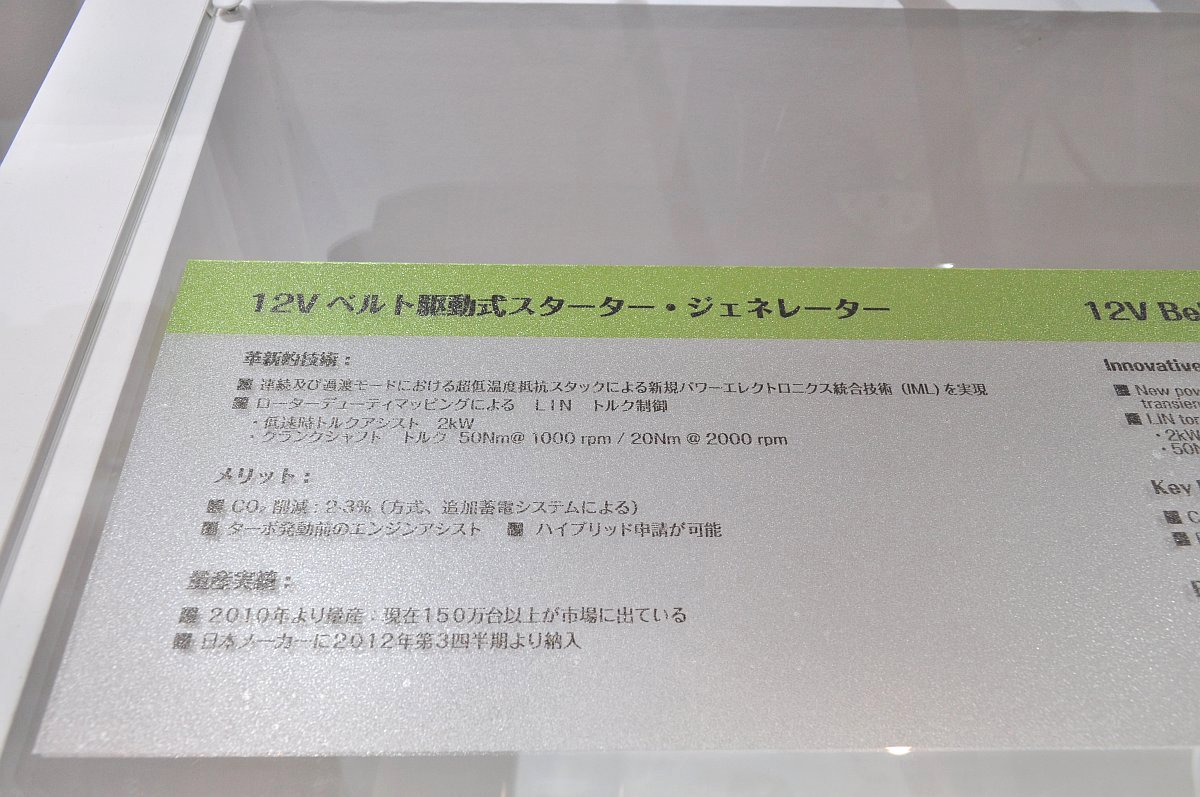 12V ベルト駆動式スターター・ジェネレーター
革新的技術：
■ 連続及び過渡モードにおける超低温度抵抗スタックによる新規パワーエレクトロニクス統合技術 (IML) を実現
■ ローターデューティマッピングによる LIN トルク制御
・低速時トルクアシスト 2kW
・クランクシャフト トルク 50Nm@ 1000 rpm / 20Nm @ 2000 rpm
メリット：
■ CO₂ 削減：2-3%（方式、追加蓄電システムによる）
■ ターボ発動前のエンジンアシスト ■ ハイブリッド申請が可能
量産実績：
■ 2010年より量産：現在150万台以上が市場に出ている
■ 日本メーカーに2012年第3四半期より納入
12V Be
Innovative
■ New pow
transien
■ LIN tor
・2kW
・50N
Key